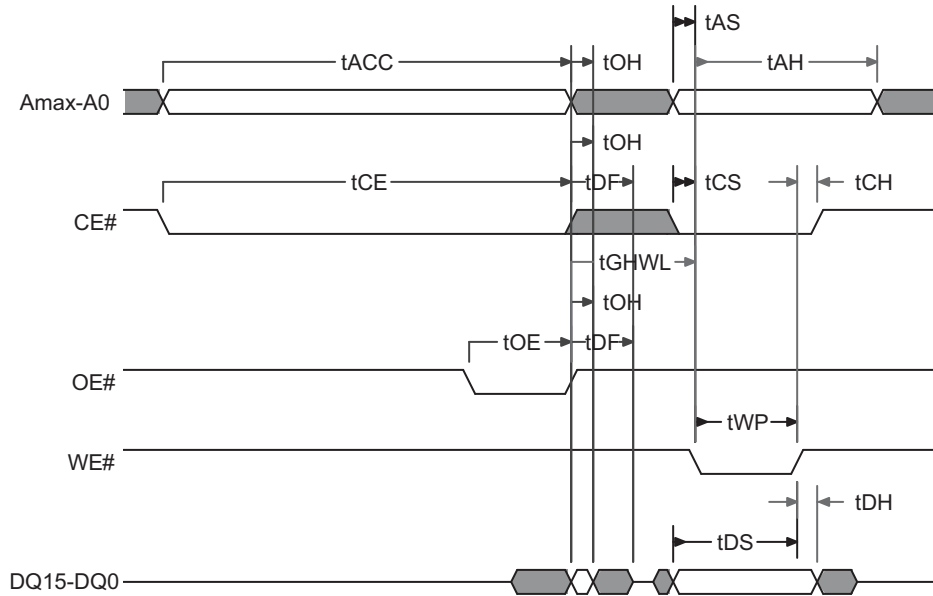 tAS
tACC tOH tAH
Amax-A0
tOH
tCE tDF tCS tCH
CE#
tGHWL
tOH
tOE tDF
OE#
tWP
WE#
tDH
tDS
DQ15-DQ0